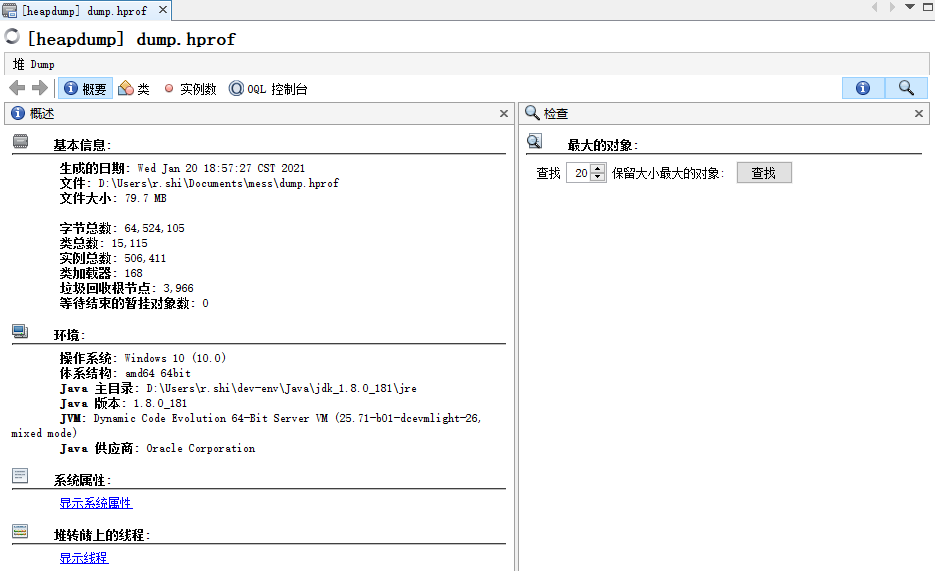 [heapdump] dump.hprof
[heapdump] dump.hprof
堆 Dump
概要 类 实例数 OQL 控制台
概述
基本信息:
生成的日期: Wed Jan 20 18:57:27 CST 2021
文件: D:\Users\r.shi\Documents\mess\dump.hprof
文件大小: 79.7 MB
字节总数: 64,524,105
类总数: 15,115
实例总数: 506,411
类加载器: 168
垃圾回收根节点: 3,966
等待结束的暂挂对象数: 0
环境:
操作系统: Windows 10 (10.0)
体系结构: amd64 64bit
Java 主目录: D:\Users\r.shi\dev-env\Java\jdk_1.8.0_181\jre
Java 版本: 1.8.0_181
JVM: Dynamic Code Evolution 64-Bit Server VM (25.71-b01-dcevmlight-26,
mixed mode)
Java 供应商: Oracle Corporation
系统属性:
显示系统属性
堆转储上的线程:
显示线程
检查
最大的对象:
查找 20 保留大小最大的对象: 查找